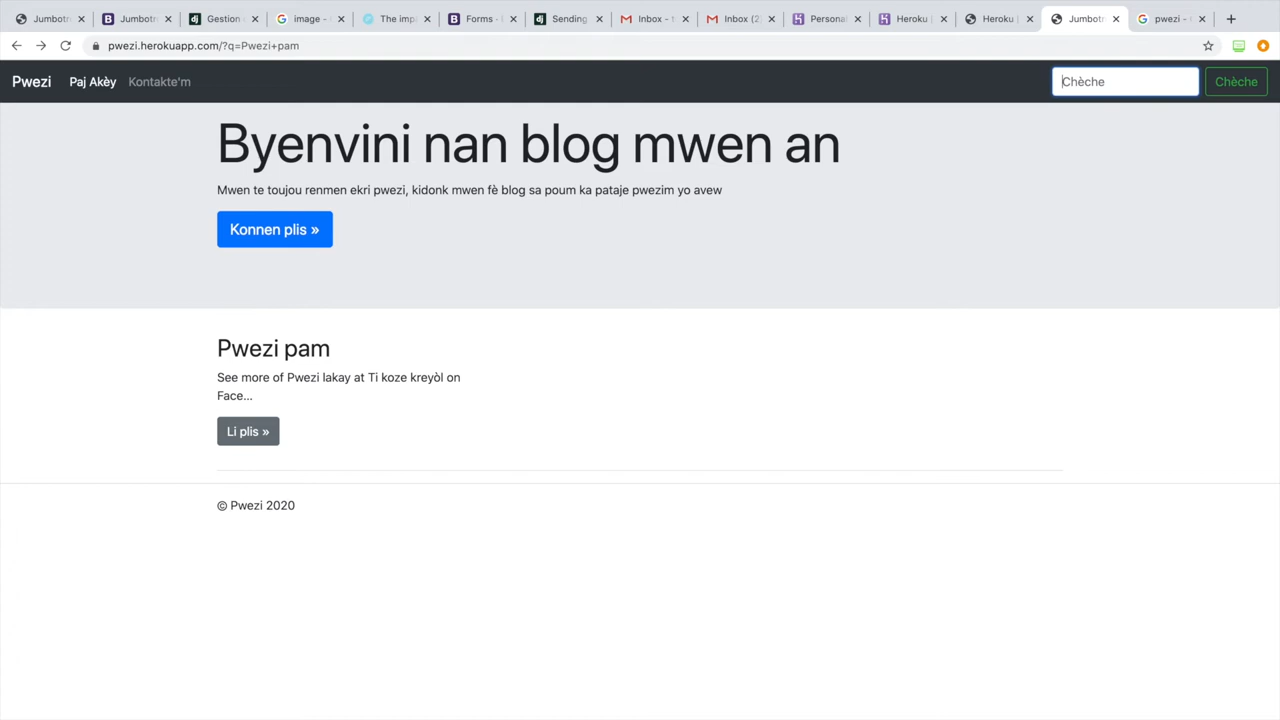 Jumbotr
Jumbotr
Gestion
image -
The imp
Forms -
Sending
Inbox -
Inbox (2)
Persona
Heroku
Heroku
Jumbotr
pwezi -
pwezi.herokuapp.com/?q=Pwezi+pam
Pwezi Paj Akèy Kontakte'm Chèche Chèche
Byenvini nan blog mwen an
Mwen te toujou renmen ekri pwezi, kidonk mwen fè blog sa poum ka pataje pwezim yo avew
Konnen plis »
Pwezi pam
See more of Pwezi lakay at Ti koze kreyòl on
Face...
Li plis »
© Pwezi 2020